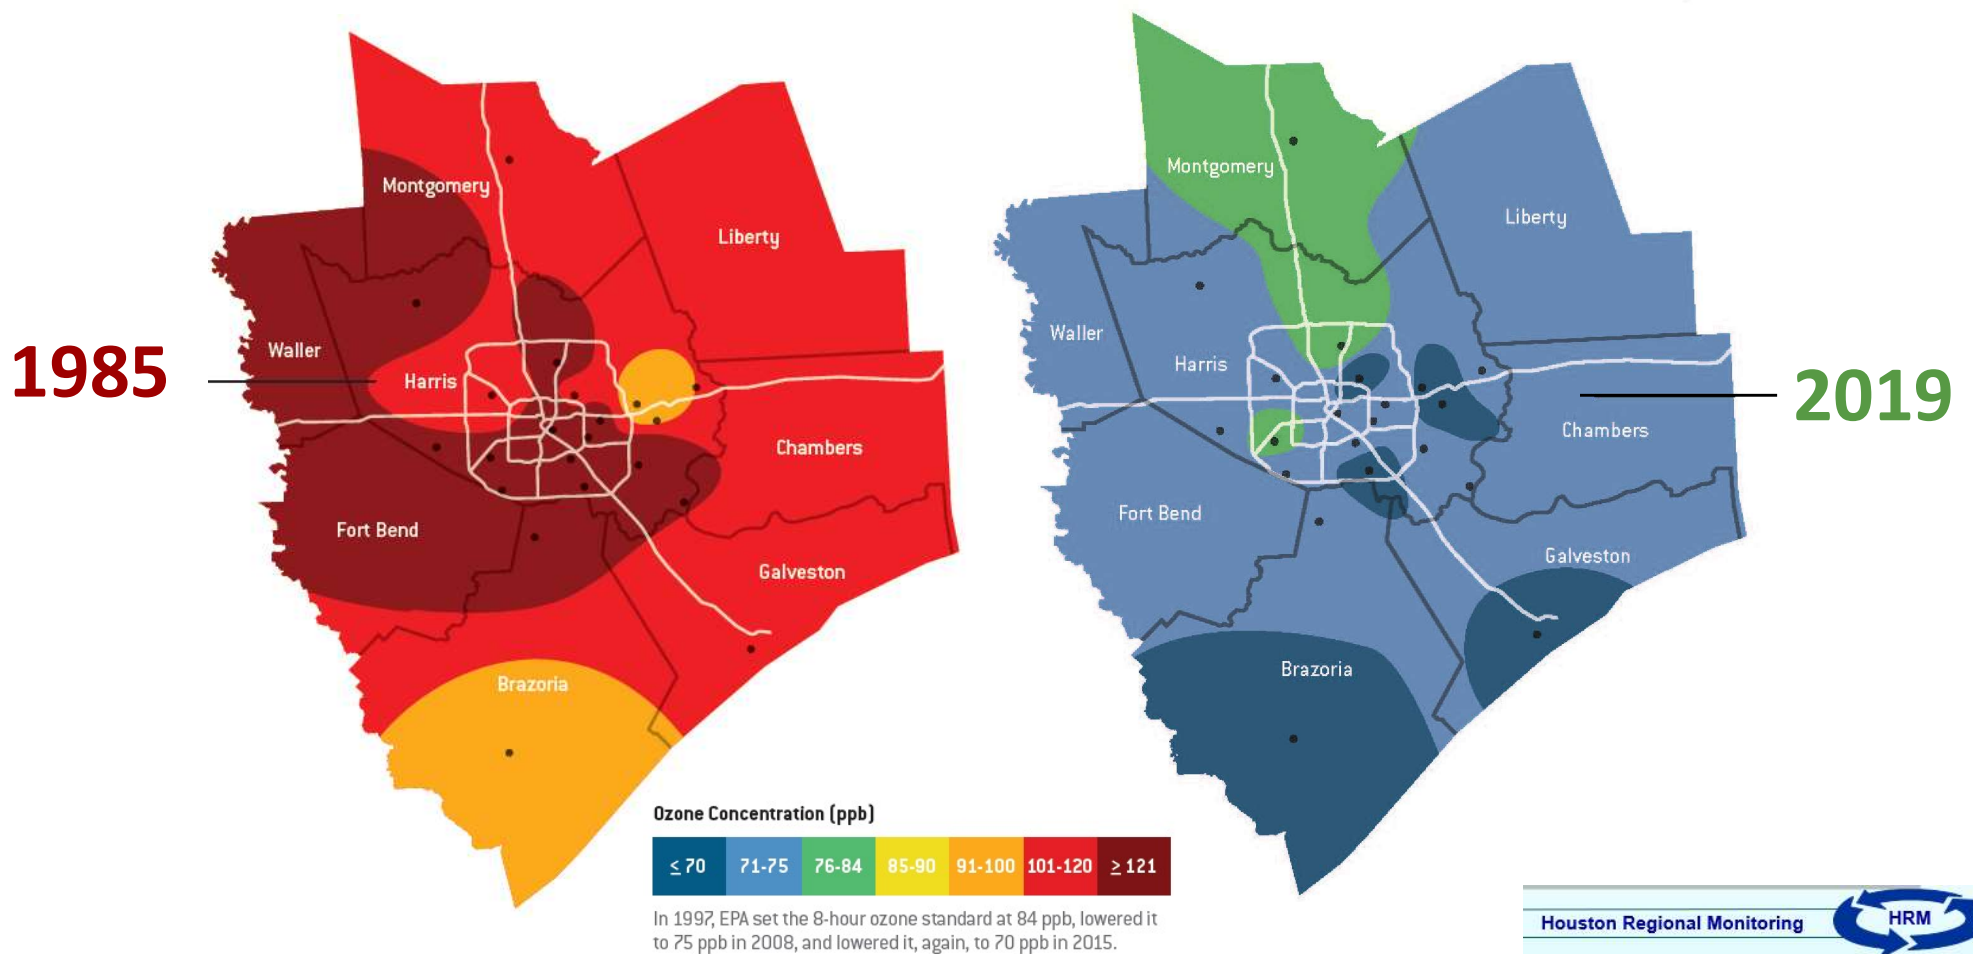 1985
Montgomery
Liberty
Waller
Harris
Chambers
Fort Bend
Galveston
Brazoria
Montgomery
Liberty
Waller
Harris
Chambers
Fort Bend
Galveston
Brazoria
2019
Ozone Concentration (ppb)
≤ 70 71-75 76-84 85-90 91-100 101-120 ≥ 121
In 1997, EPA set the 8-hour ozone standard at 84 ppb, lowered it
to 75 ppb in 2008, and lowered it, again, to 70 ppb in 2015.
Houston Regional Monitoring HRM